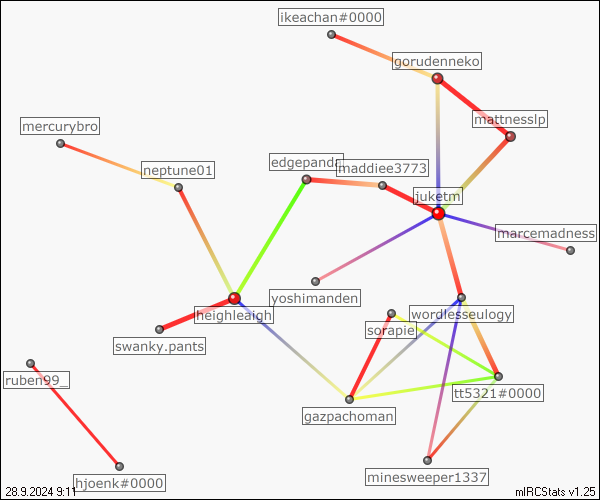 ikeachan#0000
gorudenneko
mattnesslp
mercurybro
edgepanda
maddiee3773
neptune01
juketm
marcemadness
yoshimanden
heighleaigh
wordlesseulogy
sorapie
swanky.pants
ruben99_
tt5321#0000
gazpachoman
minesweeper1337
hjoenk#0000
28.9.2024 9:11
mIRCStats v1.25